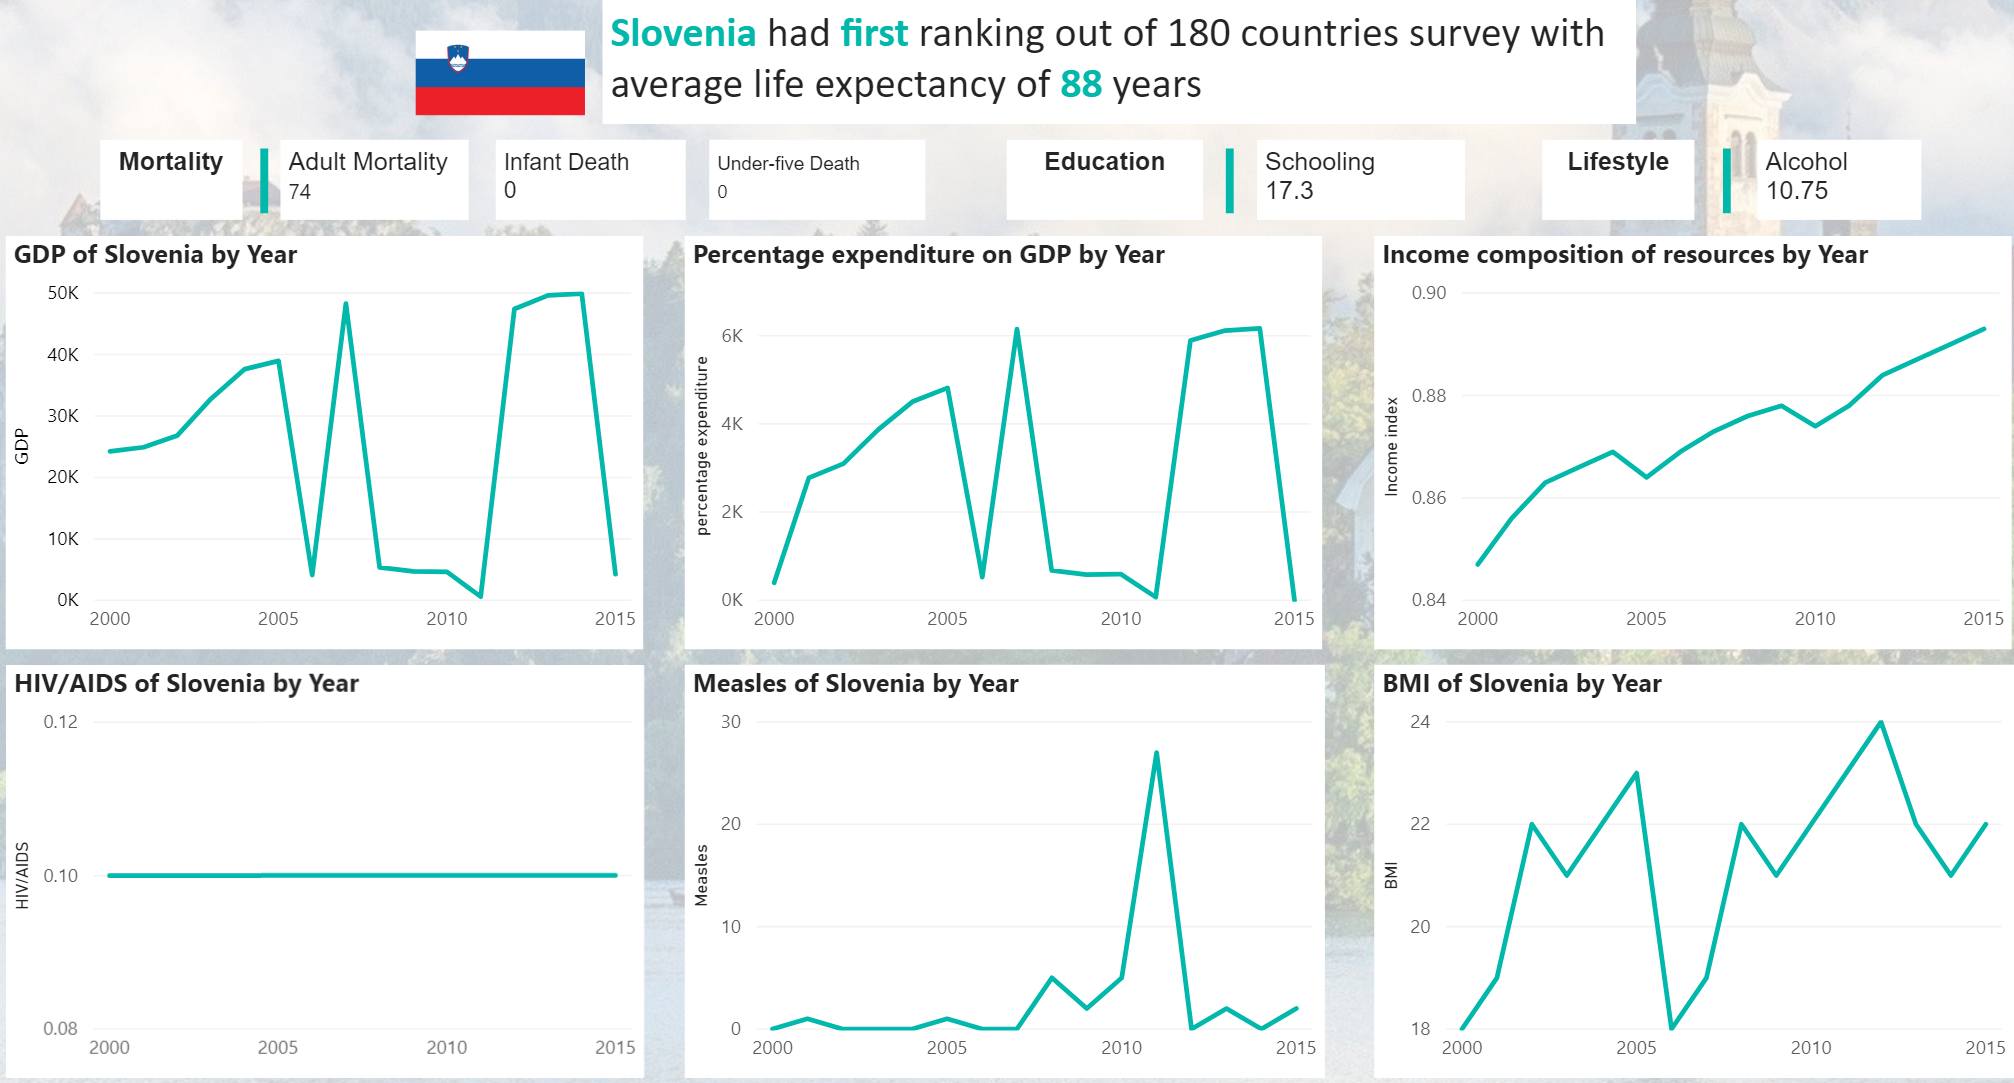 Slovenia had first ranking out of 180 countries survey with
average life expectancy of 88 years
Mortality
Adult Mortality
74
Infant Death
0
Under-five Death
0
Education
Schooling
17.3
Lifestyle
Alcohol
10.75
GDP of Slovenia by Year
50K
40K
30K
20K
10K
0K
GDP
2000 2005 2010 2015
Percentage expenditure on GDP by Year
6K
4K
2K
0K
percentage expenditure
2000 2005 2010 2015
Income composition of resources by Year
0.90
0.88
0.86
0.84
Income index
2000 2005 2010 2015
HIV/AIDS of Slovenia by Year
0.12
0.10
0.08
HIV/AIDS
2000 2005 2010 2015
Measles of Slovenia by Year
30
20
10
0
Measles
2000 2005 2010 2015
BMI of Slovenia by Year
24
22
20
18
BMI
2000 2005 2010 2015